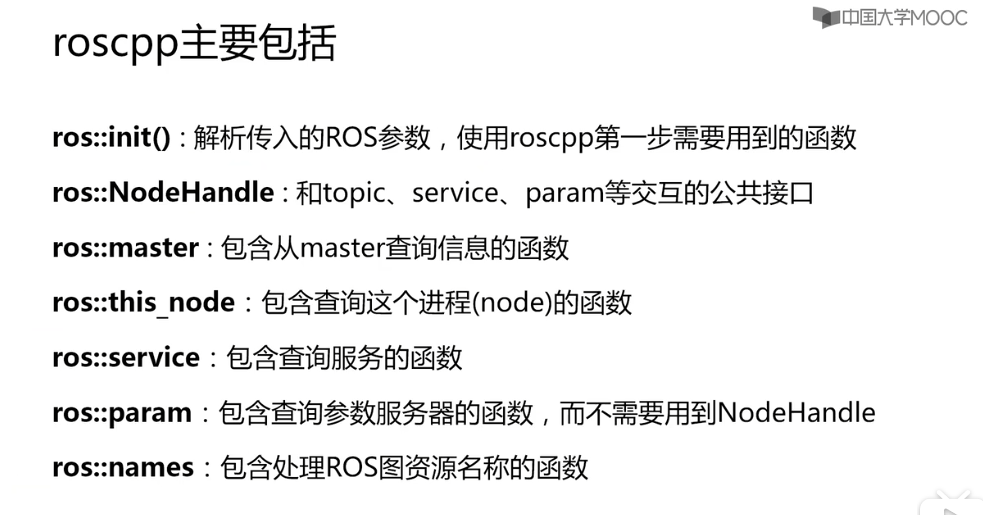 中国大学MOOC
roscpp主要包括
ros::init() : 解析传入的ROS参数，使用roscpp第一步需要用到的函数
ros::NodeHandle : 和topic、service、param等交互的公共接口
ros::master : 包含从master查询信息的函数
ros::this_node：包含查询这个进程(node)的函数
ros::service：包含查询服务的函数
ros::param：包含查询参数服务器的函数，而不需要用到NodeHandle
ros::names：包含处理ROS图资源名称的函数